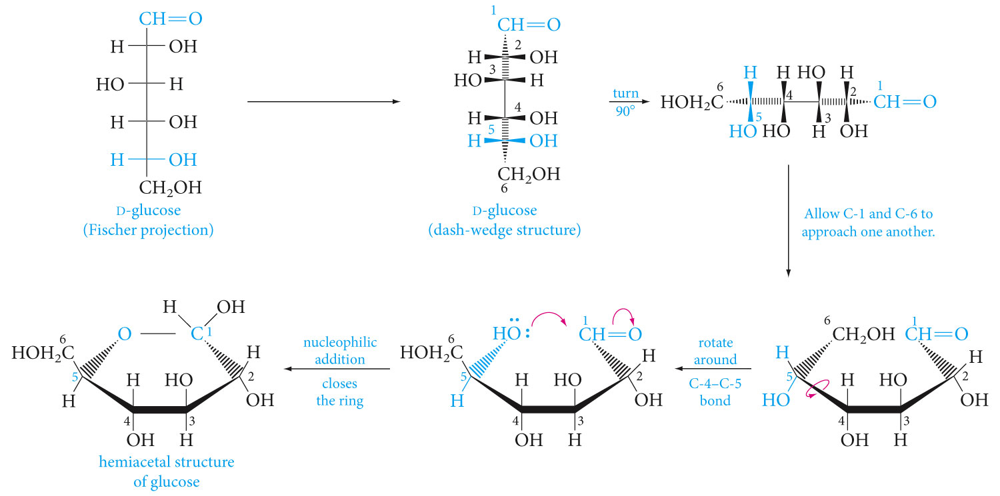 CH=O
H OH
HO H
H OH
H OH
CH₂OH
D-glucose
(Fischer projection)
1
CH=O
2
H OH
3
HO H
4
H OH
5
H OH
CH₂OH
6
D-glucose
(dash-wedge structure)
turn
90°
H H HO H
6 4 2 1
HOH₂C CH=O
5 3
HO HO H OH
Allow C-1 and C-6 to
approach one another.
6 1
CH₂OH CH=O
H H
5 H HO 2
HO OH
4 3
OH H
rotate
around
C-4–C-5
bond
HO: 1
CH=O
6
HOH₂C H
5 H HO 2
H OH
4 3
OH H
nucleophilic
addition
closes
the ring
H OH
O — C 1
6
HOH₂C H
5 H HO 2
H OH
4 3
OH H
hemiacetal structure
of glucose